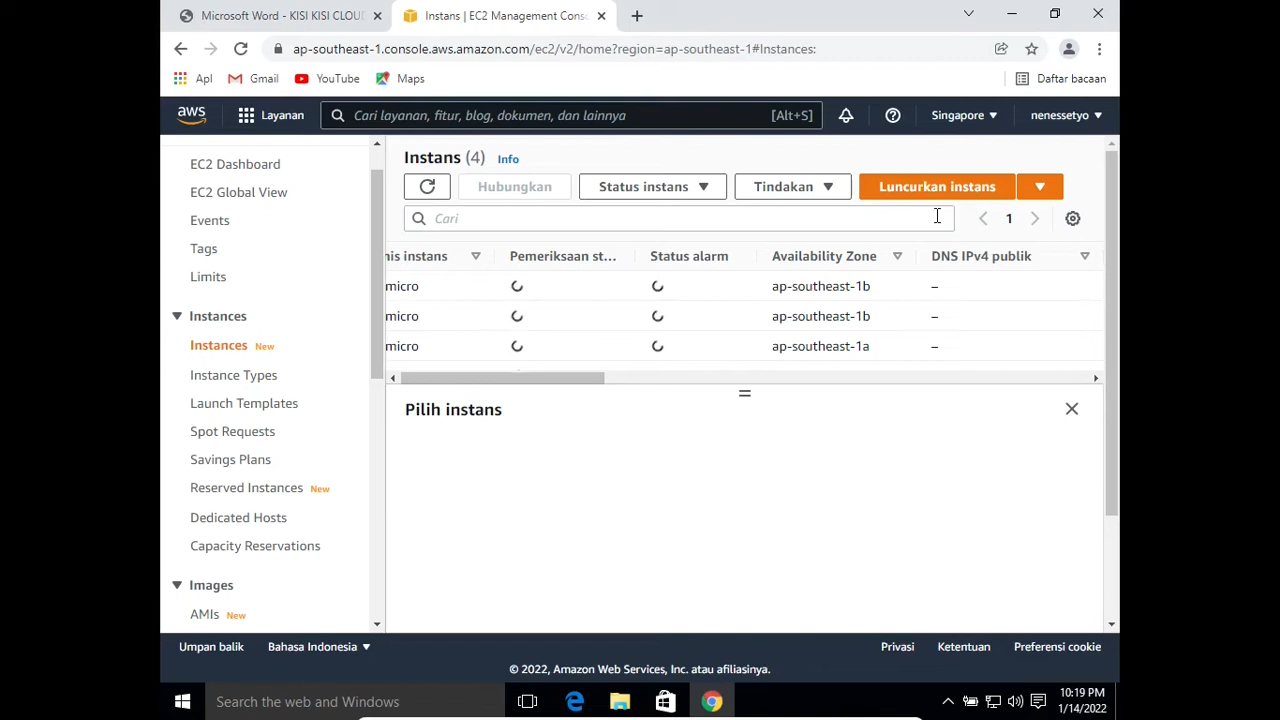 Microsoft Word - KISI KISI CLOUD
Instans | EC2 Management Cons
ap-southeast-1.console.aws.amazon.com/ec2/v2/home?region=ap-southeast-1#Instances:
Apl
Gmail
YouTube
Maps
Daftar bacaan
aws
Layanan
Cari layanan, fitur, blog, dokumen, dan lainnya
[Alt+S]
Singapore
nenessetyo
EC2 Dashboard
EC2 Global View
Events
Tags
Limits
Instances
Instances New
Instance Types
Launch Templates
Spot Requests
Savings Plans
Reserved Instances New
Dedicated Hosts
Capacity Reservations
Images
AMIs New
Instans (4) Info
Hubungkan
Status instans
Tindakan
Luncurkan instans
Cari
1
nis instans
Pemeriksaan st...
Status alarm
Availability Zone
DNS IPv4 publik
micro ap-southeast-1b –
micro ap-southeast-1b –
micro ap-southeast-1a –
Pilih instans
Umpan balik
Bahasa Indonesia
Privasi
Ketentuan
Preferensi cookie
© 2022, Amazon Web Services, Inc. atau afiliasinya.
Search the web and Windows
10:19 PM
1/14/2022